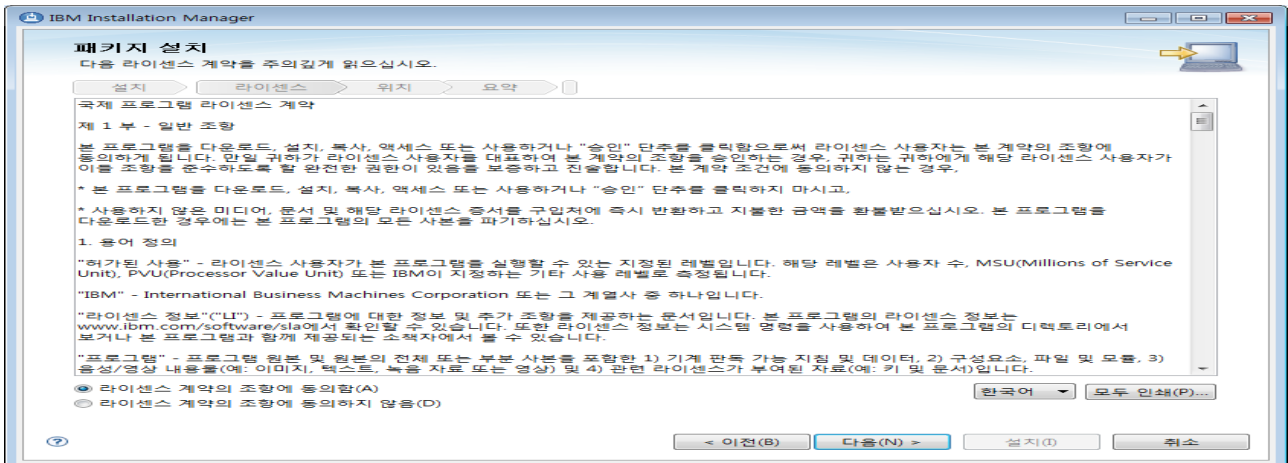 IBM Installation Manager
패키지 설치
다음 라이센스 계약을 주의깊게 읽으십시오.
설치 라이센스 위치 요약
국제 프로그램 라이센스 계약
제 1 부 - 일반 조항
본 프로그램을 다운로드, 설치, 복사, 액세스 또는 사용하거나 "승인" 단추를 클릭함으로써 라이센스 사용자는 본 계약의 조항에
동의하게 됩니다. 만일 귀하가 라이센스 사용자를 대표하여 본 계약의 조항을 승인하는 경우, 귀하는 귀하에게 해당 라이센스 사용자가
이들 조항을 준수하도록 할 완전한 권한이 있음을 보증하고 진술합니다. 본 계약 조건에 동의하지 않는 경우,
* 본 프로그램을 다운로드, 설치, 복사, 액세스 또는 사용하거나 "승인" 단추를 클릭하지 마시고,
* 사용하지 않은 미디어, 문서 및 해당 라이센스 증서를 구입처에 즉시 반환하고 지불한 금액을 환불받으십시오. 본 프로그램을
다운로드한 경우에는 본 프로그램의 모든 사본을 파기하십시오.
1. 용어 정의
"허가된 사용" - 라이센스 사용자가 본 프로그램을 실행할 수 있는 지정된 레벨입니다. 해당 레벨은 사용자 수, MSU(Millions of Service
Unit), PVU(Processor Value Unit) 또는 IBM이 지정하는 기타 사용 레벨로 측정됩니다.
"IBM" - International Business Machines Corporation 또는 그 계열사 중 하나입니다.
"라이센스 정보"("LI") - 프로그램에 대한 정보 및 추가 조항을 제공하는 문서입니다. 본 프로그램의 라이센스 정보는
www.ibm.com/software/sla에서 확인할 수 있습니다. 또한 라이센스 정보는 시스템 명령을 사용하여 본 프로그램의 디렉토리에서
보거나 본 프로그램과 함께 제공되는 소책자에서 볼 수 있습니다.
"프로그램" - 프로그램 원본 및 원본의 전체 또는 부분 사본을 포함한 1) 기계 판독 가능 지침 및 데이터, 2) 구성요소, 파일 및 모듈, 3)
음성/영상 내용물(예: 이미지, 텍스트, 녹음 자료 또는 영상) 및 4) 관련 라이센스가 부여된 자료(예: 키 및 문서)입니다.
라이센스 계약의 조항에 동의함(A)
한국어 모두 인쇄(P)...
라이센스 계약의 조항에 동의하지 않음(D)
? < 이전(B) 다음(N) > 설치(I) 취소